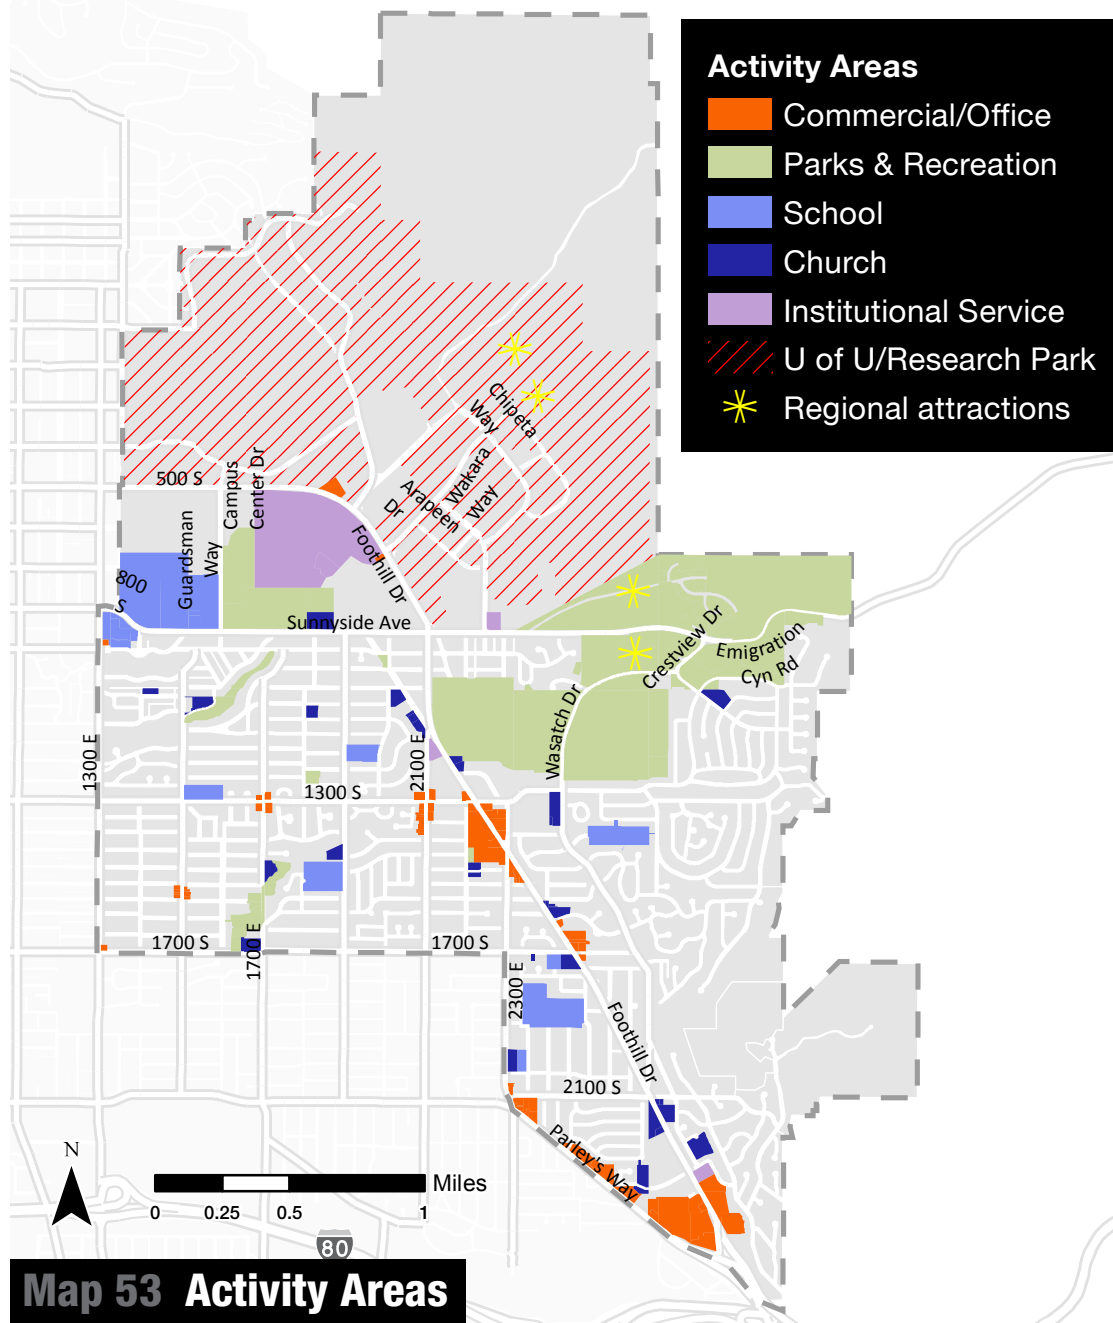 Activity Areas
Commercial/Office
Parks & Recreation
School
Church
Institutional Service
U of U/Research Park
Regional attractions
Chipeta
Way
Wakara
Way
Arapeen
Dr
500 S
Campus
Center Dr
Guardsman
Way
Foothill Dr
800
S
Sunnyside Ave
Crestview Dr
Emigration
Cyn Rd
Wasatch Dr
1300 E
2100 E
1300 S
1700 S
1700 E
1700 S
2300 E
Foothill Dr
2100 S
Parley's Way
N
Miles
0 0.25 0.5 1
80
Map 53 Activity Areas